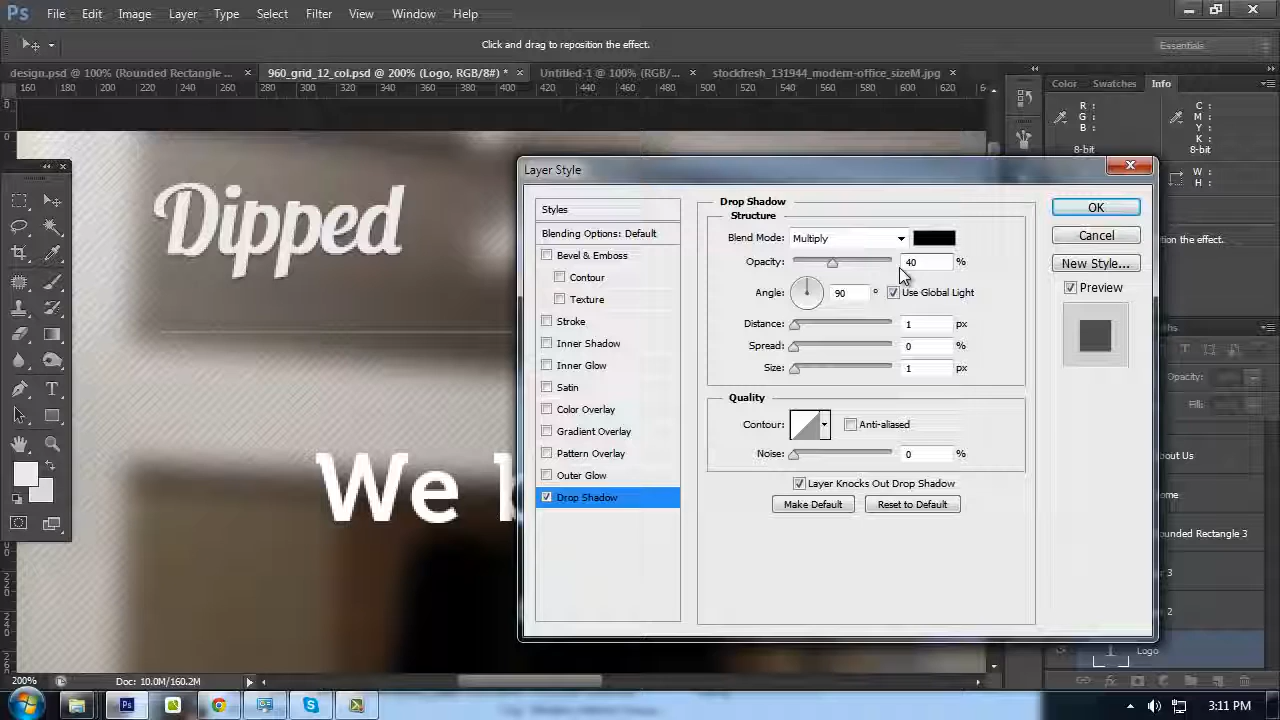 Ps File Edit Image Layer Type Select Filter View Window Help
Click and drag to reposition the effect.
Essentials
design.psd @ 100% (Rounded Rectangle × 960_grid_12_col.psd @ 200% (Logo, RGB/8#) * × Untitled-1 @ 100% (RGB/... × stockfresh_131944_modern-office_sizeM.jpg ×
160 180 200 220 240 260 280 300 320 340 360 380 400 420 440 460 480 500 520 540 560 580 600 620 640
Color Swatches Info
R : C :
G : M :
B : Y :
K :
8-bit 8-bit
W :
H :
Dipped
We b
Layer Style
Styles
Blending Options: Default
Bevel & Emboss
Contour
Texture
Stroke
Inner Shadow
Inner Glow
Satin
Color Overlay
Gradient Overlay
Pattern Overlay
Outer Glow
Drop Shadow
Drop Shadow
Structure
Blend Mode: Multiply
Opacity: 40 %
Angle: 90 ° Use Global Light
Distance: 1 px
Spread: 0 %
Size: 1 px
Quality
Contour: Anti-aliased
Noise: 0 %
Layer Knocks Out Drop Shadow
Make Default Reset to Default
OK
Cancel
New Style...
Preview
the effect.
ths
Opacity:
Fill:
out Us
ome
ounded Rectangle 3
3
2
Logo
200% Doc: 10.0M/160.2M
3:11 PM